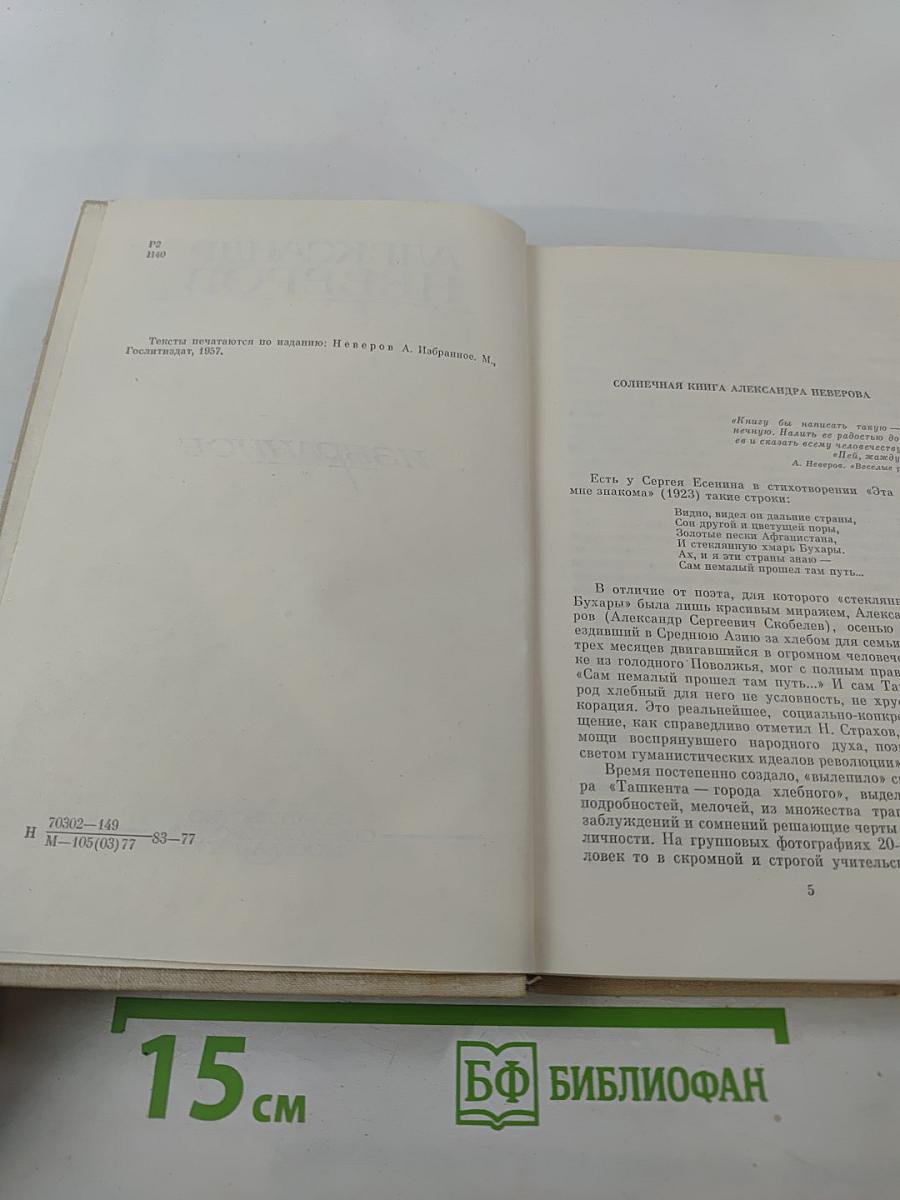 Р2
Н40
Тексты печатаются по изданию: Неверов А. Избранное. М.,
Гослитиздат, 1957.
Н 70302—149 —83—77
М—105(03)77
СОЛНЕЧНАЯ КНИГА АЛЕКСАНДРА НЕВЕРОВА
«Книгу бы написать такую —
нечную. Налить ее радостью до
ев и сказать всему человечеству
«Пей, жажду
А. Неверов. «Веселые
Есть у Сергея Есенина в стихотворении «Эта
мне знакома» (1923) такие строки:
Видно, видел он дальние страны,
Сон другой и цветущей поры,
Золотые пески Афганистана,
И стеклянную хмарь Бухары.
Ах, и я эти страны знаю —
Сам немалый прошел там путь...
В отличие от поэта, для которого «стеклян
Бухары» была лишь красивым миражем, Алекса
ров (Александр Сергеевич Скобелев), осенью
ездивший в Среднюю Азию за хлебом для семьи
трех месяцев двигавшийся в огромном человече
ке из голодного Поволжья, мог с полным прав
«Сам немалый прошел там путь...» И сам Та
род хлебный для него не условность, не хру
корация. Это реальнейшее, социально-конкре
щение, как справедливо отметил Н. Страхов,
мощи воспрянувшего народного духа, поэ
светом гуманистических идеалов революции»
Время постепенно создало, «вылепило» с
ра «Ташкента — города хлебного», выдел
подробностей, мелочей, из множества тра
заблуждений и сомнений решающие черты
личности. На групповых фотографиях 20-
ловек то в скромной и строгой учительс
5
15 см
БФ БИБЛИОФАН